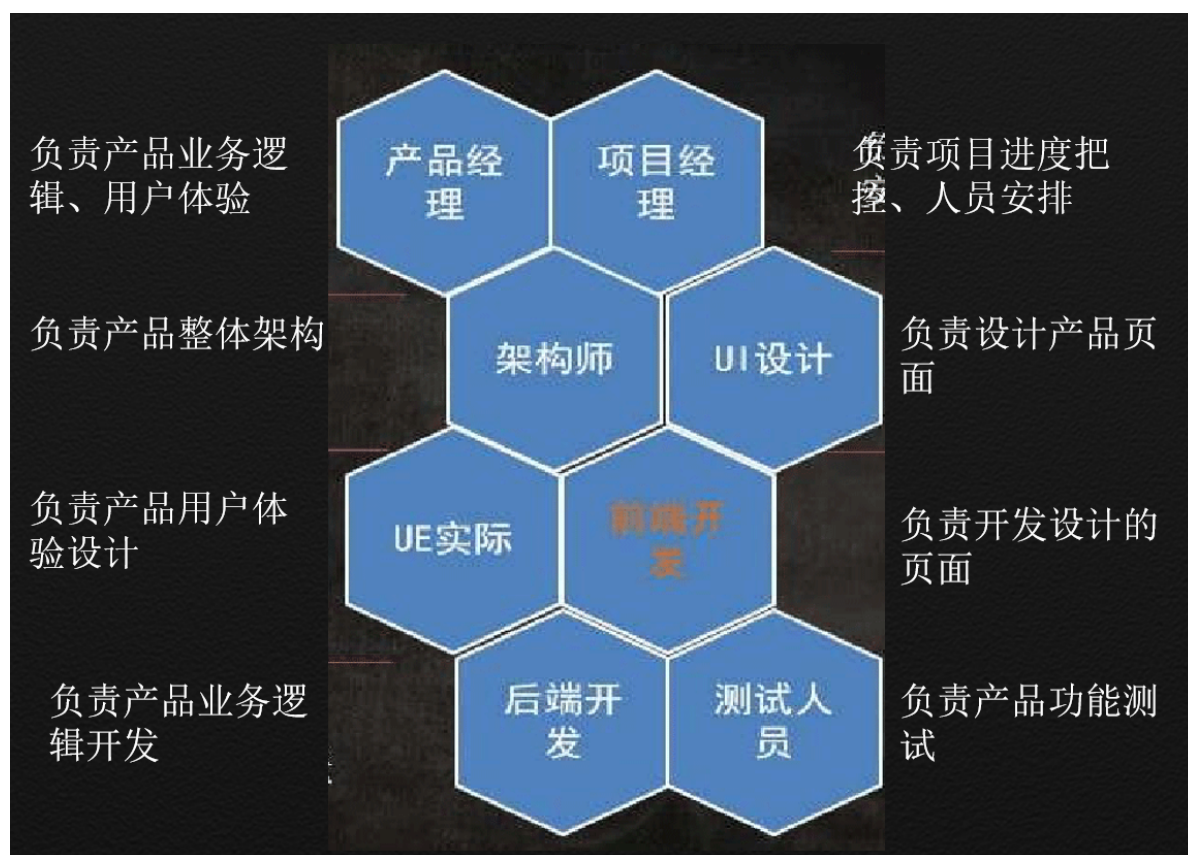 负责产品业务逻
辑、用户体验
产品经
理
项目经
理
负责项目进度把
控、人员安排
负责产品整体架构
架构师
UI设计
负责设计产品页
面
负责产品用户体
验设计
UE实际
前端开
发
负责开发设计的
页面
负责产品业务逻
辑开发
后端开
发
测试人
员
负责产品功能测
试